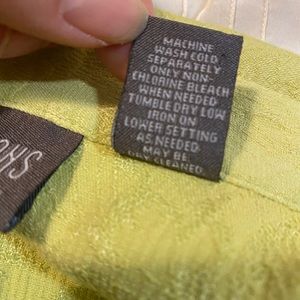 MACHINE
WASH COLD
SEPARATELY
ONLY NON-
CHLORINE BLEACH
WHEN NEEDED
TUMBLE DRY LOW
IRON ON
LOWER SETTING
AS NEEDED
MAY BE
DRY CLEANED